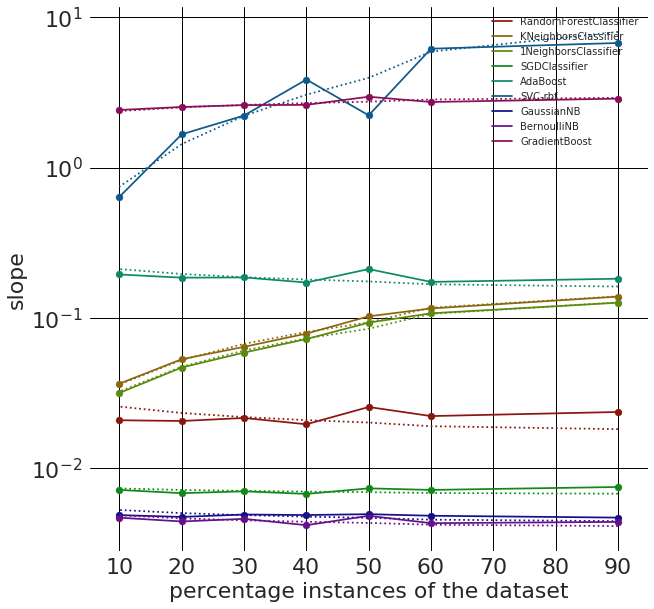 10^1
10^0
10^-1
10^-2
slope
RandomForestClassifier
KNeighborsClassifier
1NeighborsClassifier
SGDClassifier
AdaBoost
SVC-rbf
GaussianNB
BernoulliNB
GradientBoost
10 20 30 40 50 60 70 80 90
percentage instances of the dataset